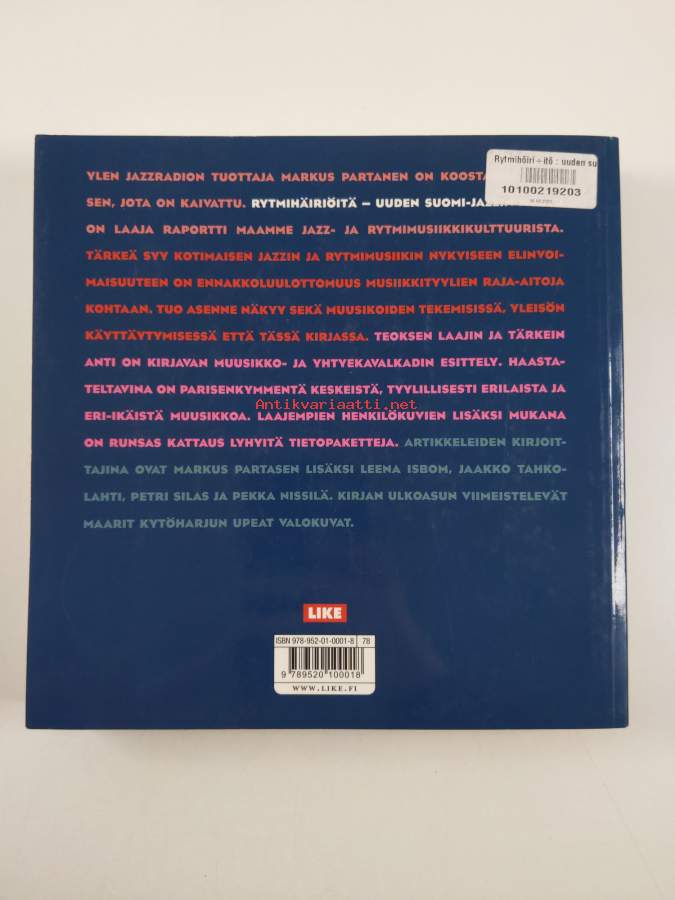 Rytmihöiri÷itö : uuden su
10100219203
YLEN JAZZRADION TUOTTAJA MARKUS PARTANEN ON KOOSTA
SEN, JOTA ON KAIVATTU. RYTMIHÄIRIÖITÄ – UUDEN SUOMI-JAZZIN
ON LAAJA RAPORTTI MAAMME JAZZ- JA RYTMIMUSIIKKIKULTTUURISTA.
TÄRKEÄ SYY KOTIMAISEN JAZZIN JA RYTMIMUSIIKIN NYKYISEEN ELINVOI-
MAISUUTEEN ON ENNAKKOLUULOTTOMUUS MUSIIKKITYYLIEN RAJA-AITOJA
KOHTAAN. TUO ASENNE NÄKYY SEKÄ MUUSIKOIDEN TEKEMISISSÄ, YLEISÖN
KÄYTTÄYTYMISESSÄ ETTÄ TÄSSÄ KIRJASSA. TEOKSEN LAAJIN JA TÄRKEIN
ANTI ON KIRJAVAN MUUSIKKO- JA YHTYEKAVALKADIN ESITTELY. HAASTA-
TELTAVINA ON PARISENKYMMENTÄ KESKEISTÄ, TYYLILLISESTI ERILAISTA JA
Antikvariaatti.net
ERI-IKÄISTÄ MUUSIKKOA. LAAJEMPIEN HENKILÖKUVIEN LISÄKSI MUKANA
ON RUNSAS KATTAUS LYHYITÄ TIETOPAKETTEJA. ARTIKKELEIDEN KIRJOIT-
TAJINA OVAT MARKUS PARTASEN LISÄKSI LEENA ISBOM, JAAKKO TAHKO-
LAHTI, PETRI SILAS JA PEKKA NISSILÄ. KIRJAN ULKOASUN VIIMEISTELEVÄT
MAARIT KYTÖHARJUN UPEAT VALOKUVAT.
LIKE
ISBN 978-952-01-0001-8 78
9 789520 100018
WWW.LIKE.FI